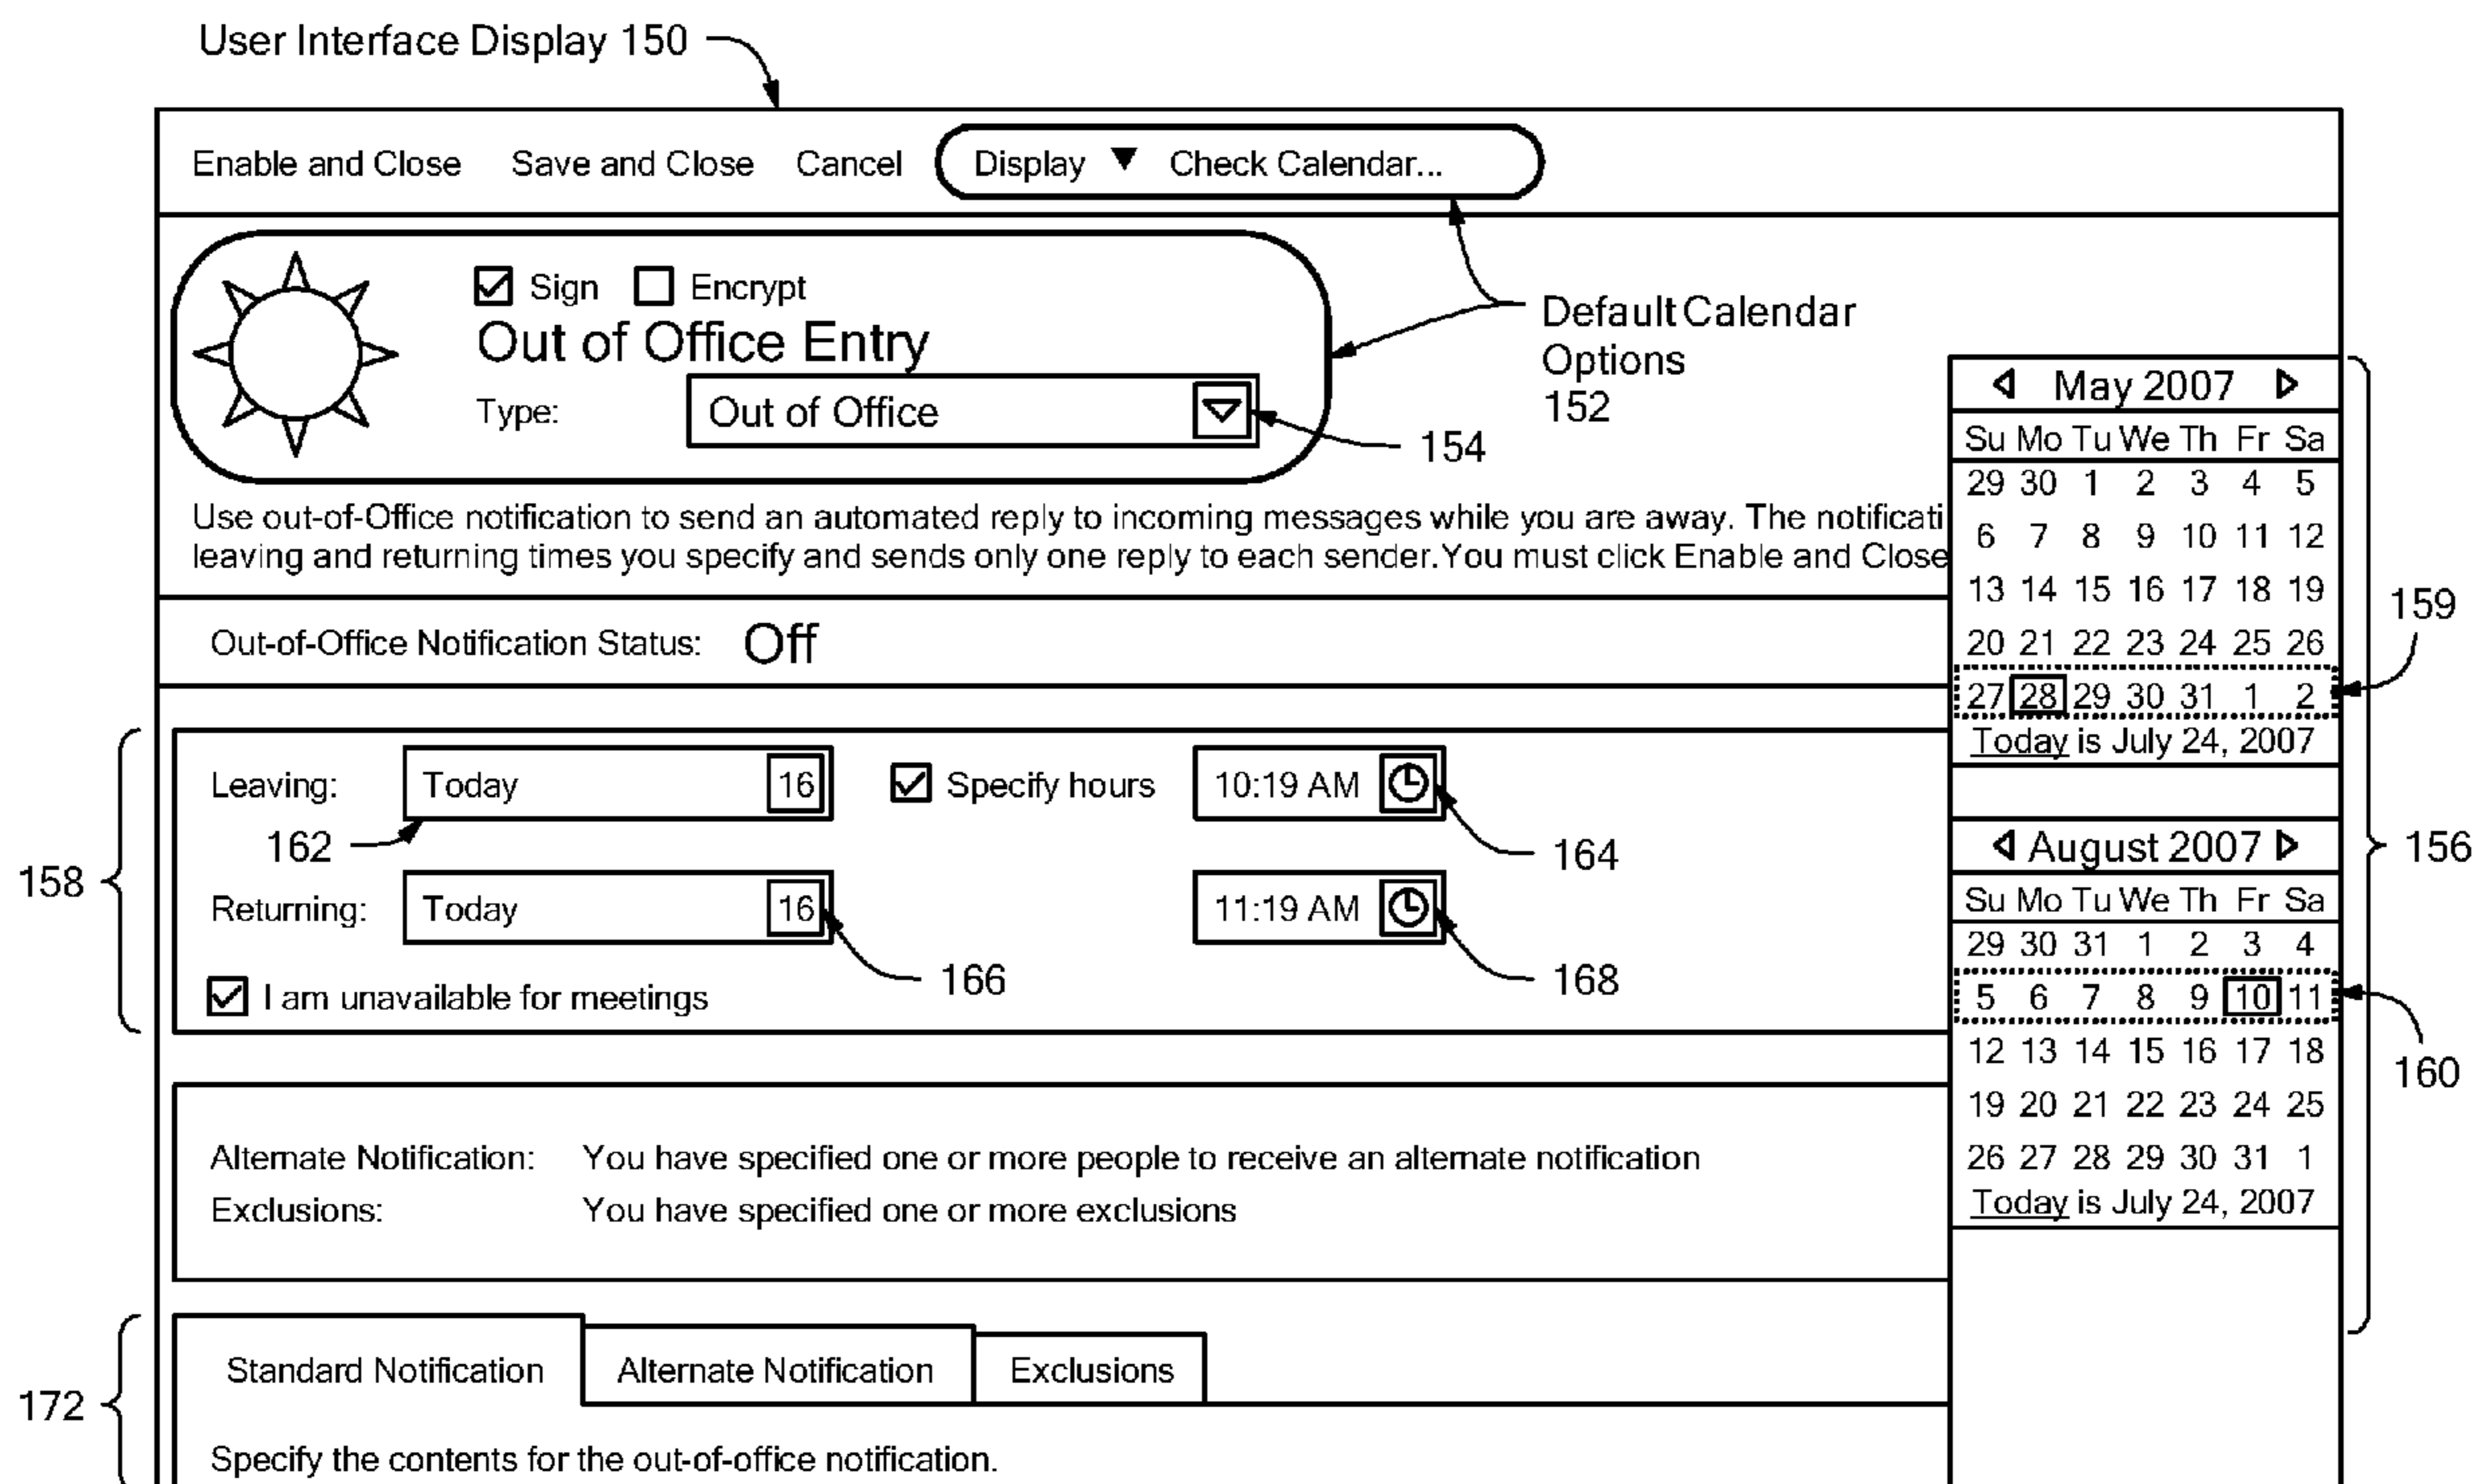 User Interface Display 150
Enable and Close Save and Close Cancel Display Check Calendar...
Sign Encrypt
Out of Office Entry
Type: Out of Office
154
Default Calendar
Options
152
Use out-of-Office notification to send an automated reply to incoming messages while you are away. The notificati
leaving and returning times you specify and sends only one reply to each sender.You must click Enable and Close
Out-of-Office Notification Status: Off
158
Leaving: Today 16 Specify hours 10:19 AM
162
164
Returning: Today 16 11:19 AM
166
168
I am unavailable for meetings
Alternate Notification: You have specified one or more people to receive an alternate notification
Exclusions: You have specified one or more exclusions
172
Standard Notification Alternate Notification Exclusions
Specify the contents for the out-of-office notification.
May 2007
Su Mo Tu We Th Fr Sa
29 30 1 2 3 4 5
6 7 8 9 10 11 12
13 14 15 16 17 18 19
20 21 22 23 24 25 26
27 28 29 30 31 1 2
Today is July 24, 2007
159
156
August 2007
Su Mo Tu We Th Fr Sa
29 30 31 1 2 3 4
5 6 7 8 9 10 11
12 13 14 15 16 17 18
19 20 21 22 23 24 25
26 27 28 29 30 31 1
Today is July 24, 2007
160